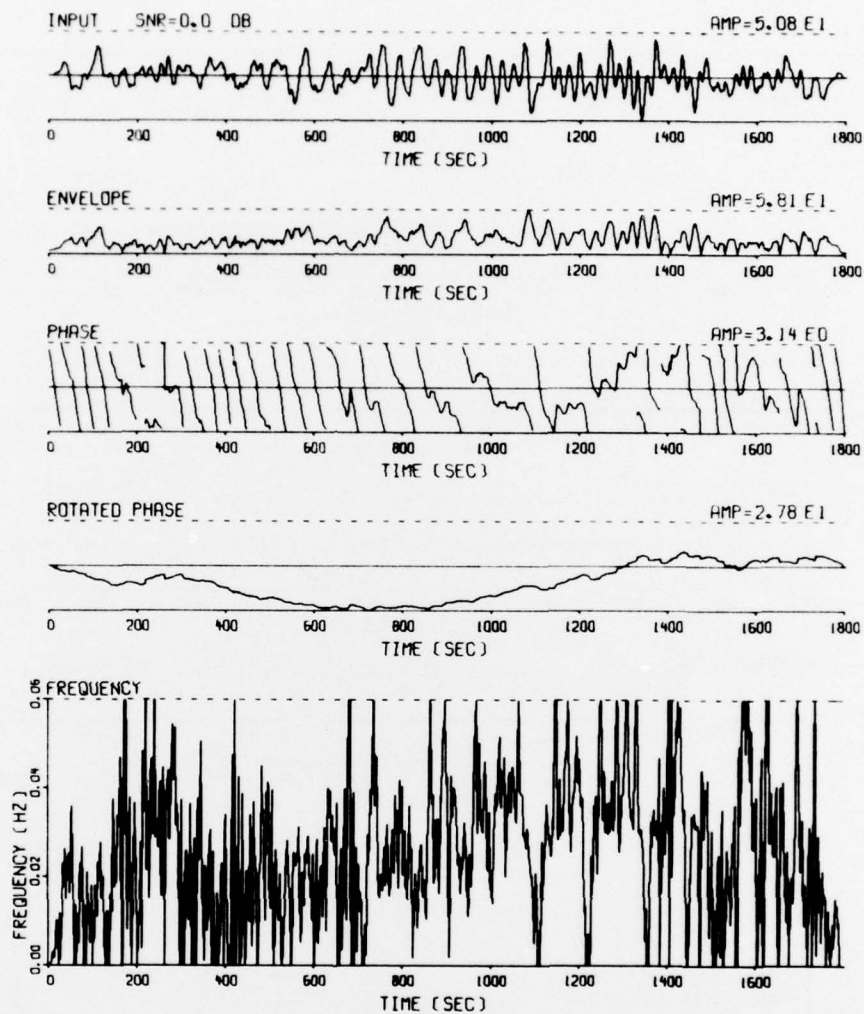 INPUT SNR=0.0 DB AMP=5.08 E1
0 200 400 600 800 1000 1200 1400 1600 1800
TIME (SEC)
ENVELOPE AMP=5.81 E1
0 200 400 600 800 1000 1200 1400 1600 1800
TIME (SEC)
PHASE AMP=3.14 E0
0 200 400 600 800 1000 1200 1400 1600 1800
TIME (SEC)
ROTATED PHASE AMP=2.78 E1
0 200 400 600 800 1000 1200 1400 1600 1800
TIME (SEC)
FREQUENCY
0.06
0.04
0.02
0.00
FREQUENCY (HZ)
0 200 400 600 800 1000 1200 1400 1600 1800
TIME (SEC)